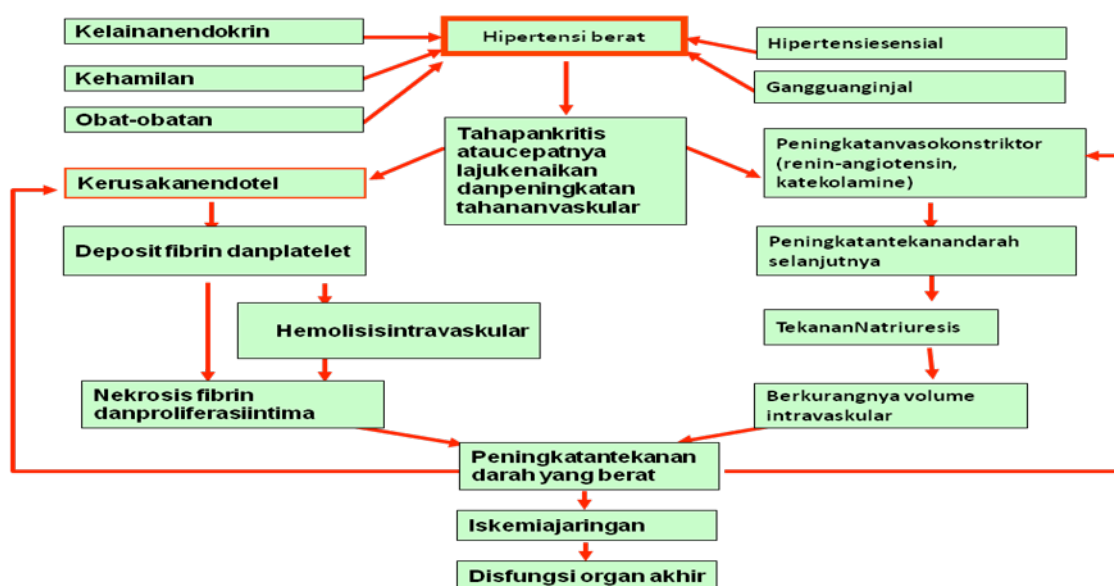 Kelainanendokrin
Hipertensi berat
Hipertensiesensial
Kehamilan
Gangguanginjal
Obat-obatan
Tahapankritis
ataucepatnya
lajukenaikan
danpeningkatan
tahananvaskular
Peningkatanvasokonstriktor
(renin-angiotensin,
katekolamine)
Kerusakanendotel
Deposit fibrin danplatelet
Peningkatantekanandarah
selanjutnya
Hemolisisintravaskular
TekananNatriuresis
Nekrosis fibrin
danproliferasiintima
Berkurangnya volume
intravaskular
Peningkatantekanan
darah yang berat
Iskemiajaringan
Disfungsi organ akhir